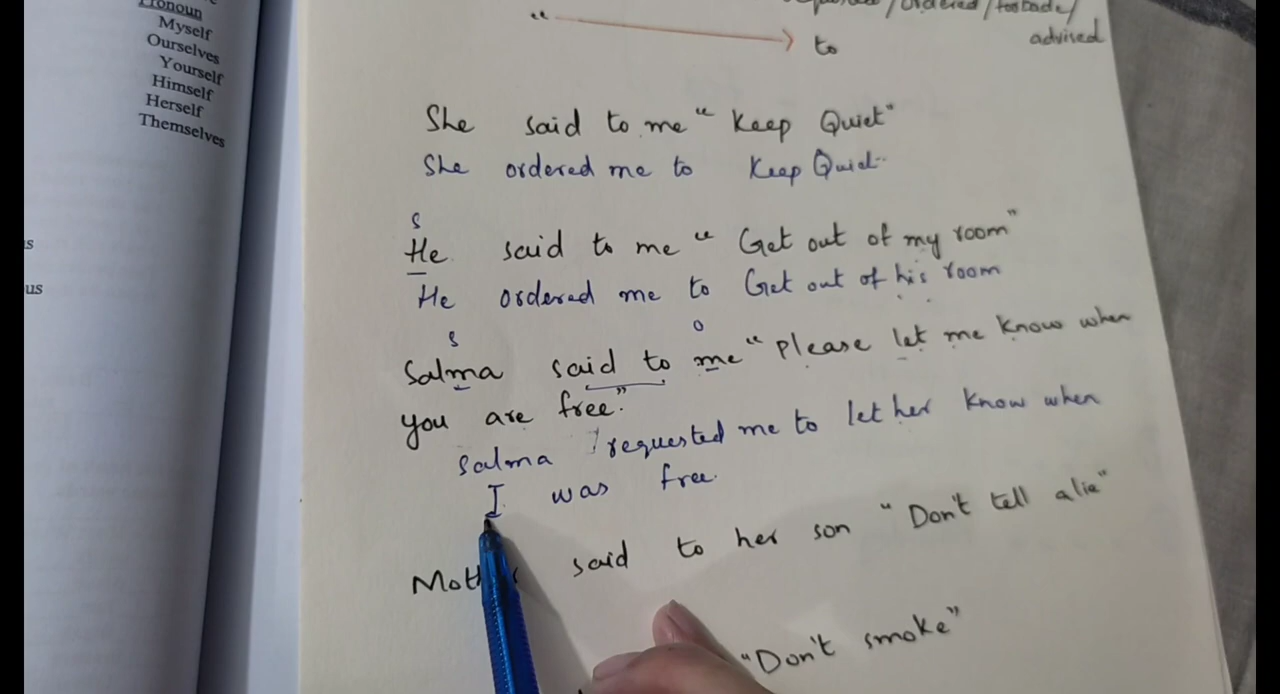 Pronoun
Myself
Ourselves
Yourself
Himself
Herself
Themselves
s
us
/ordered/forbade/
advised
“ to
She said to me “ Keep Quiet”
She ordered me to Keep Quiet.
S
He said to me “ Get out of my room”
He ordered me to Get out of his room
S O
Salma said to me “please let me know when
you are free.”
Salma requested me to let her know when
I was free.
said to her son “Don't tell a lie”
“Don't smoke”